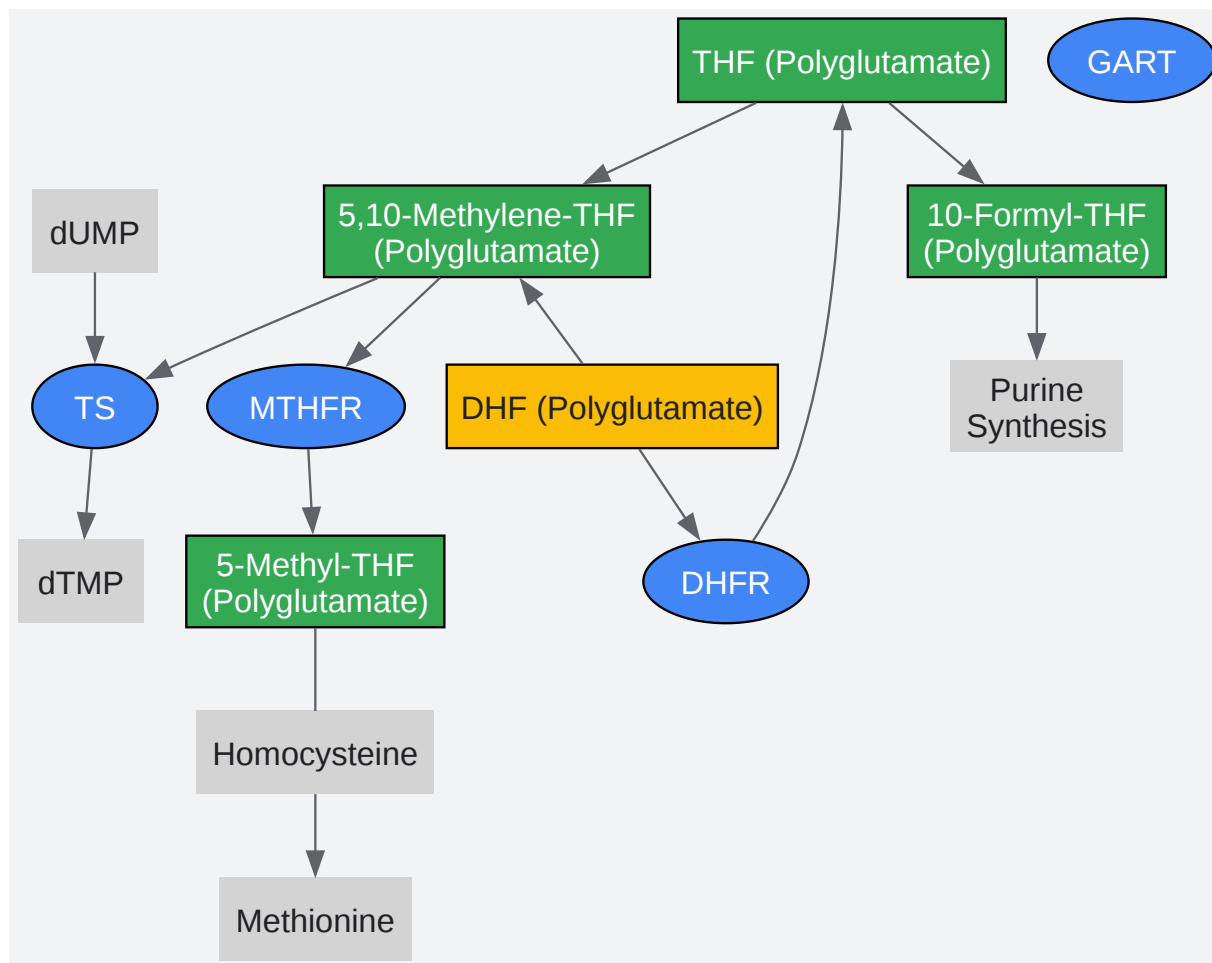 THF (Polyglutamate)
GART
dUMP
5,10-Methylene-THF
(Polyglutamate)
10-Formyl-THF
(Polyglutamate)
TS
MTHFR
DHF (Polyglutamate)
Purine
Synthesis
dTMP
5-Methyl-THF
(Polyglutamate)
DHFR
Homocysteine
Methionine